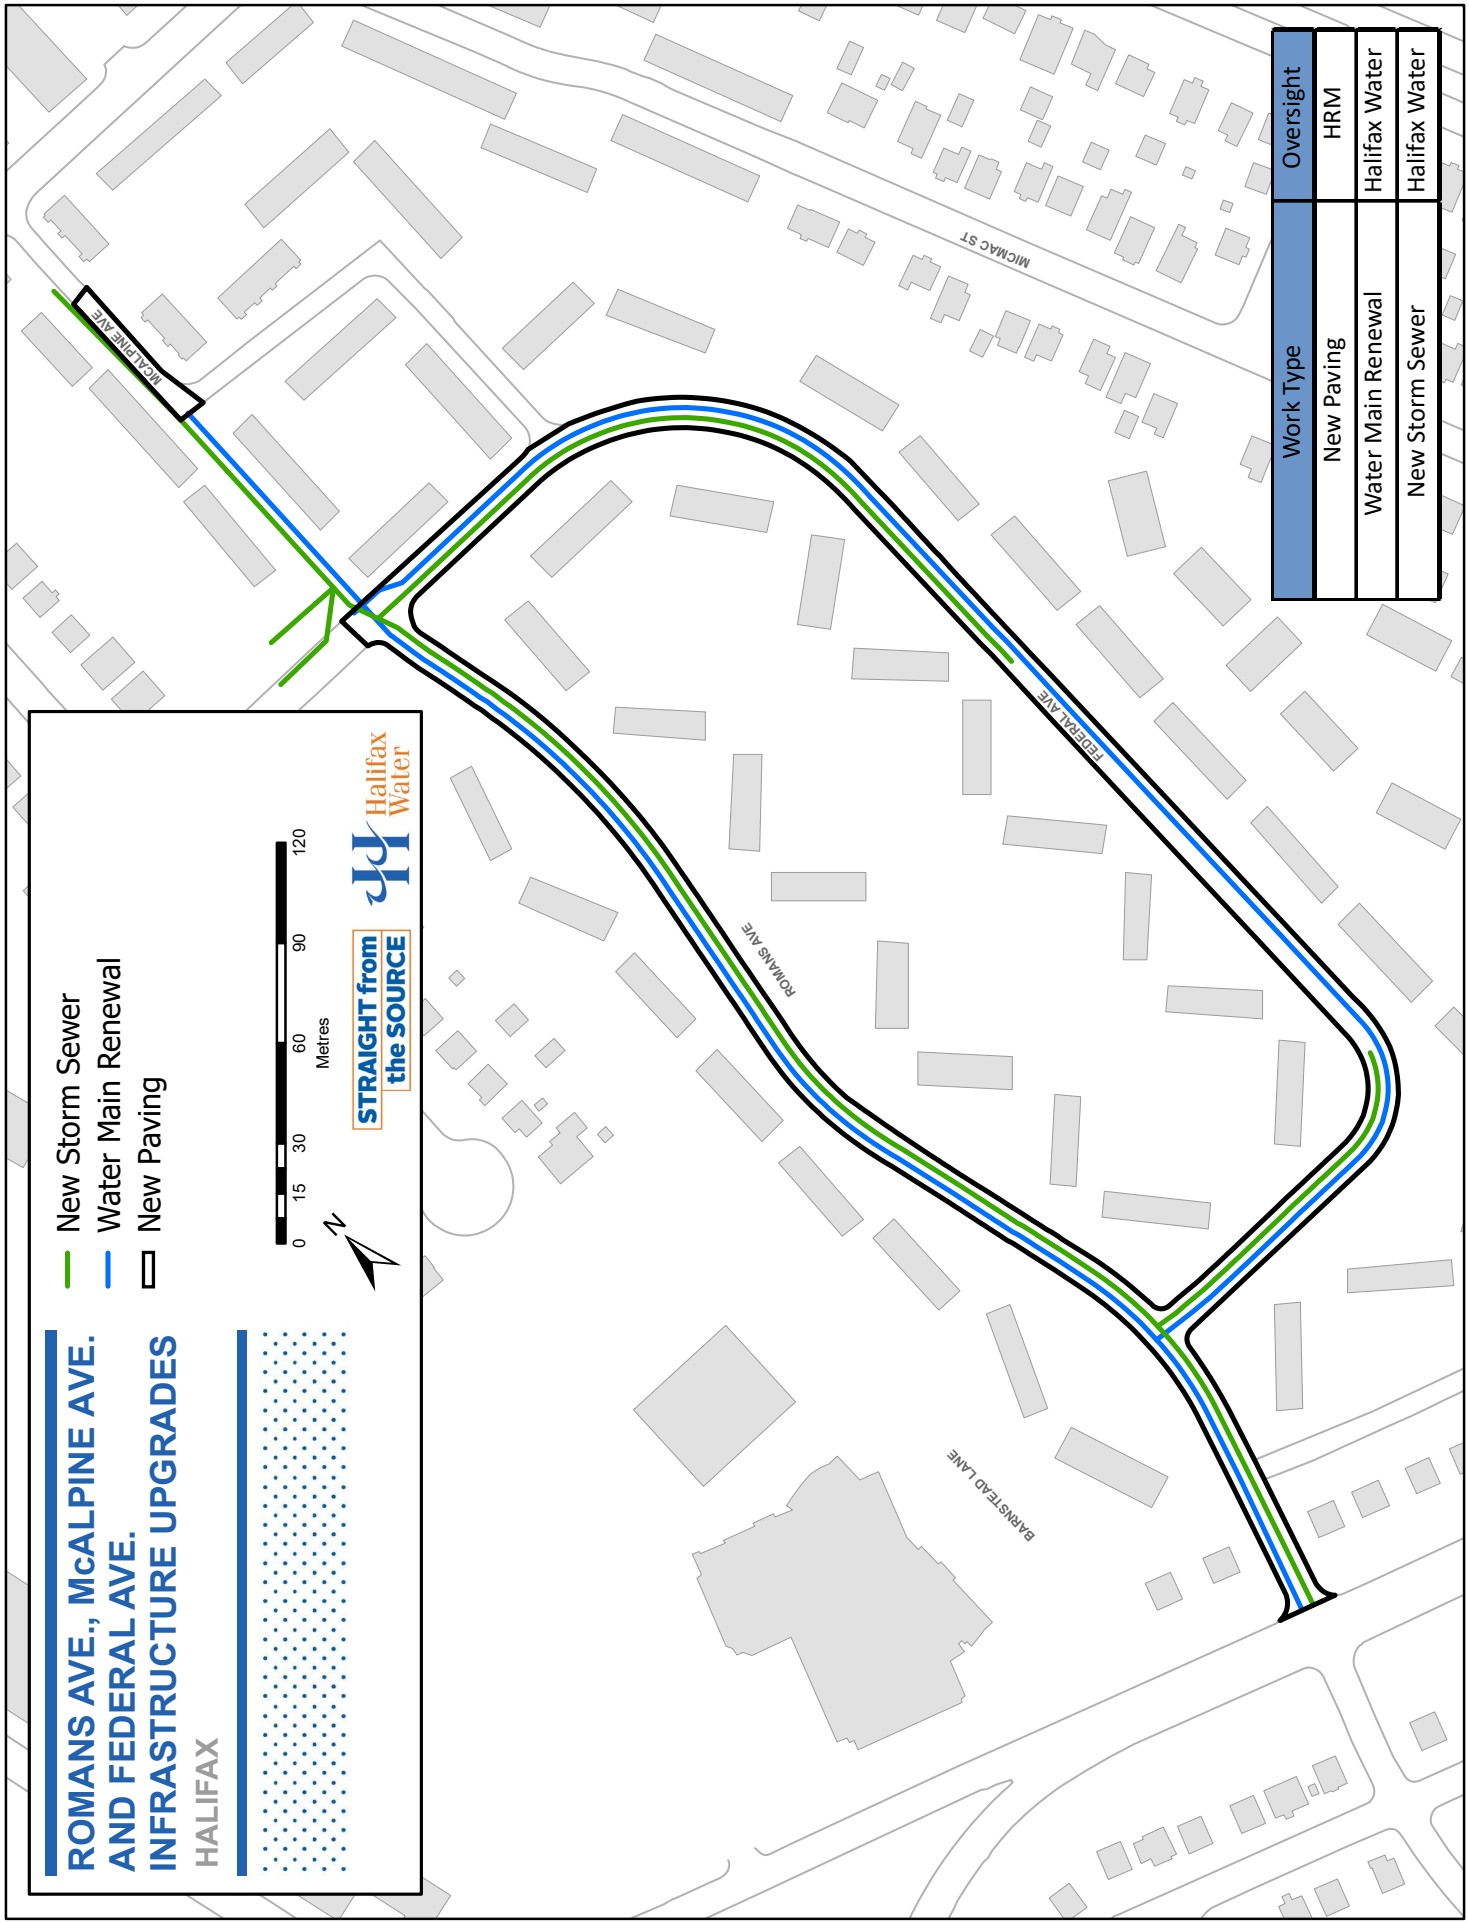 ROMANS AVE., McALPINE AVE.
AND FEDERAL AVE.
INFRASTRUCTURE UPGRADES
HALIFAX
New Storm Sewer
Water Main Renewal
New Paving
0 15 30 60 90 120
Metres
N
STRAIGHT from
the SOURCE
Halifax
Water
MCALPINE AVE
MICMAC ST
FEDERAL AVE
ROMANS AVE
BARNSTEAD LANE
Work Type Oversight
New Paving HRM
Water Main Renewal Halifax Water
New Storm Sewer Halifax Water